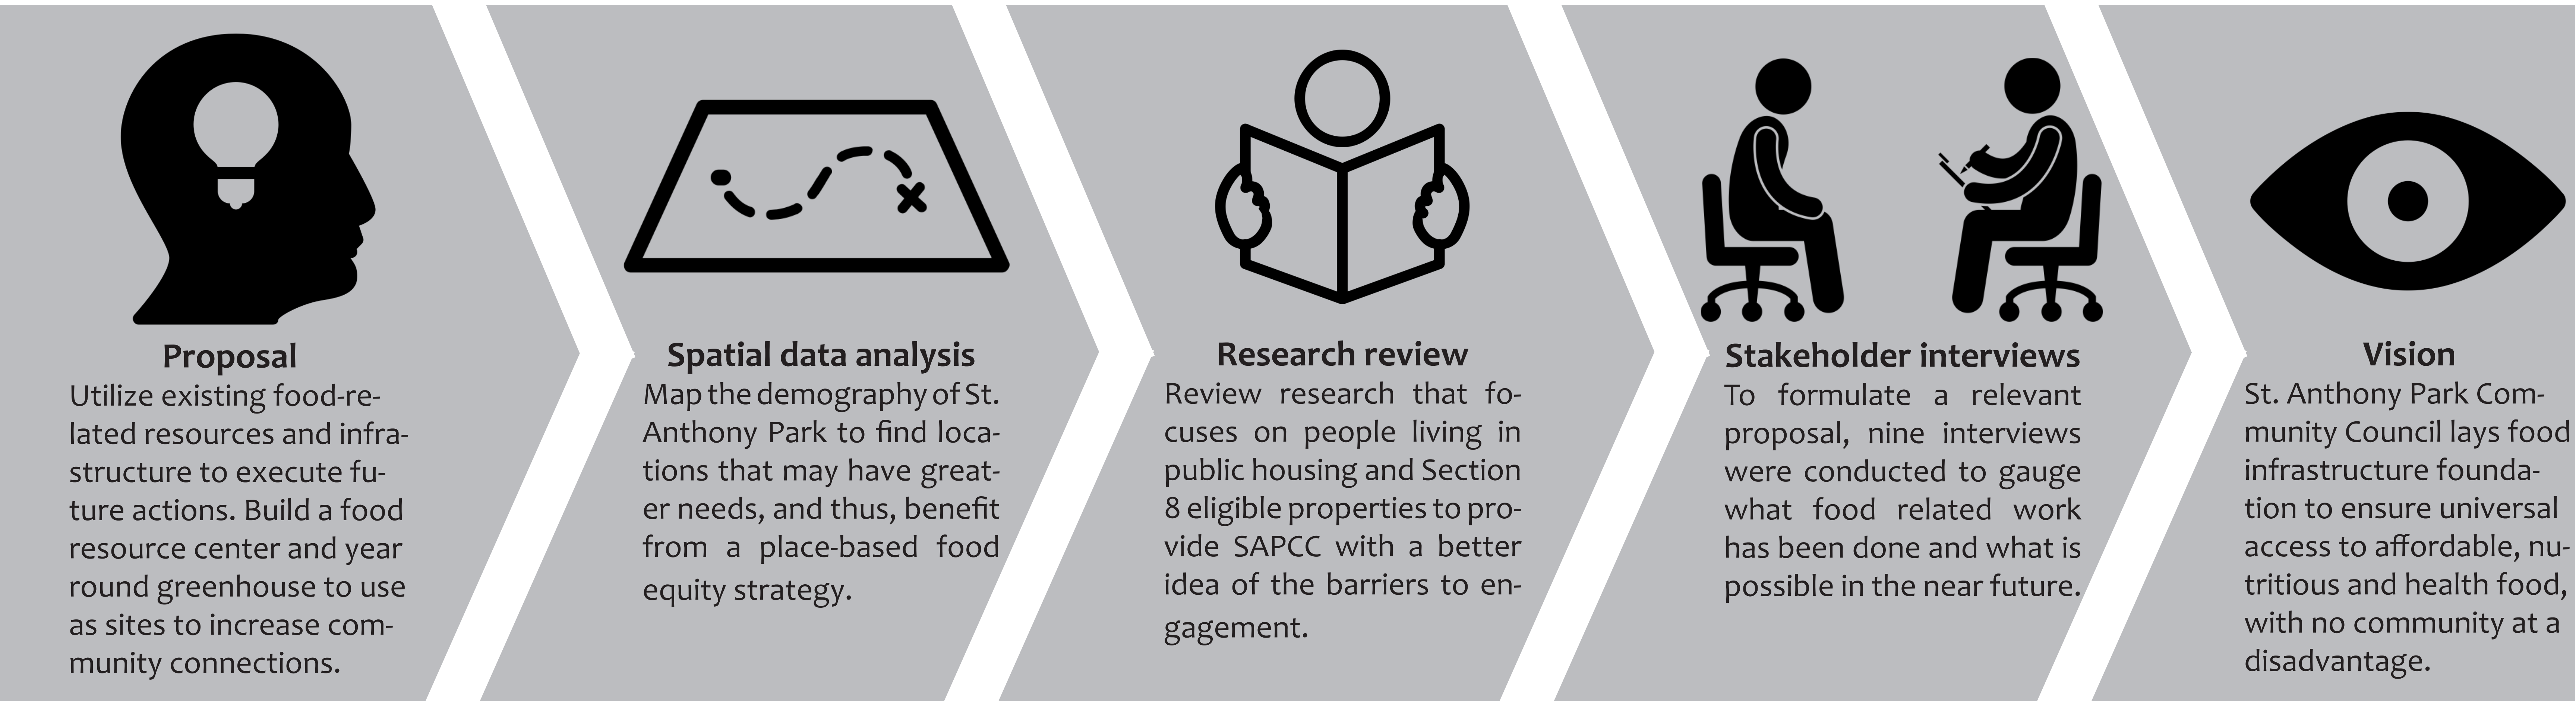 Proposal
Utilize existing food-re-
lated resources and infra-
structure to execute fu-
ture actions. Build a food
resource center and year
round greenhouse to use
as sites to increase com-
munity connections.
Spatial data analysis
Map the demography of St.
Anthony Park to find loca-
tions that may have great-
er needs, and thus, benefit
from a place-based food
equity strategy.
Research review
Review research that fo-
cuses on people living in
public housing and Section
8 eligible properties to pro-
vide SAPCC with a better
idea of the barriers to en-
gagement.
Stakeholder interviews
To formulate a relevant
proposal, nine interviews
were conducted to gauge
what food related work
has been done and what is
possible in the near future.
Vision
St. Anthony Park Com-
munity Council lays food
infrastructure founda-
tion to ensure universal
access to affordable, nu-
tritious and health food,
with no community at a
disadvantage.